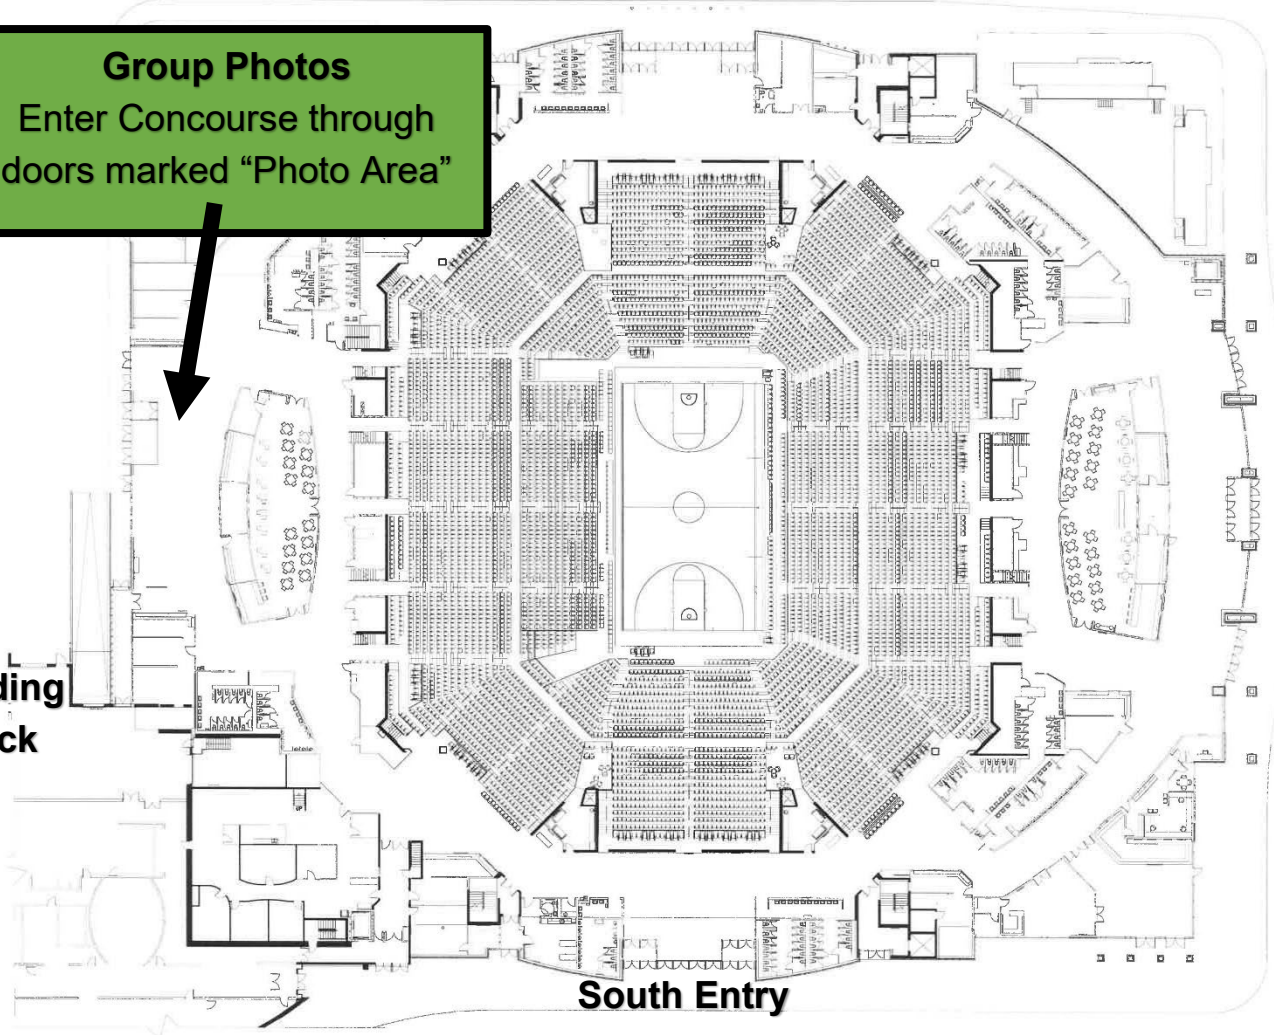 Group Photos
Enter Concourse through
doors marked “Photo Area”
ding
ck
South Entry